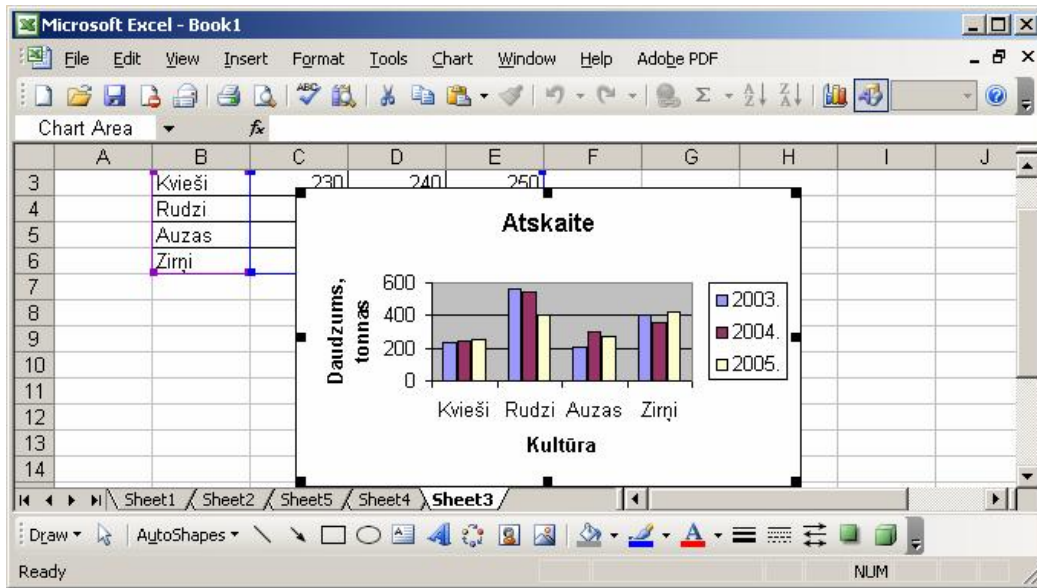 Microsoft Excel - Book1
File Edit View Insert Format Tools Chart Window Help Adobe PDF
Chart Area fx
A B C D E F G H I J
3 Kvieši 230 240 250
4 Rudzi
5 Auzas
6 Zirņi
7
8
9
10
11
12
13
14
Atskaite
Daudzums,
tonnas
600
400
200
0
Kvieši Rudzi Auzas Zirņi
Kultūra
2003.
2004.
2005.
Sheet1 Sheet2 Sheet5 Sheet4 Sheet3
Draw AutoShapes
Ready NUM